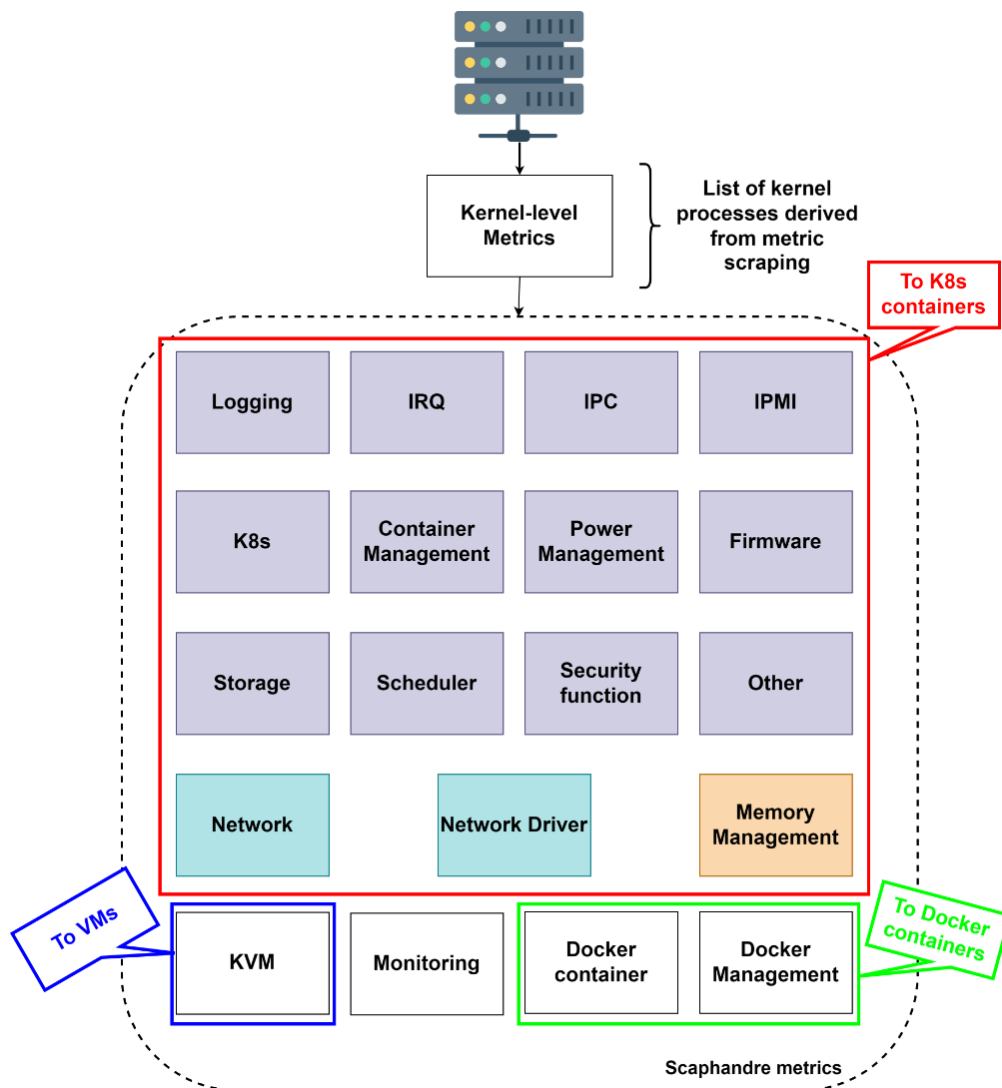 Kernel-level
Metrics
List of kernel
processes derived
from metric
scraping
To K8s
containers
Logging
IRQ
IPC
IPMI
K8s
Container
Management
Power
Management
Firmware
Storage
Scheduler
Security
function
Other
Network
Network Driver
Memory
Management
To VMs
KVM
Monitoring
Docker
container
Docker
Management
To Docker
containers
Scaphandre metrics